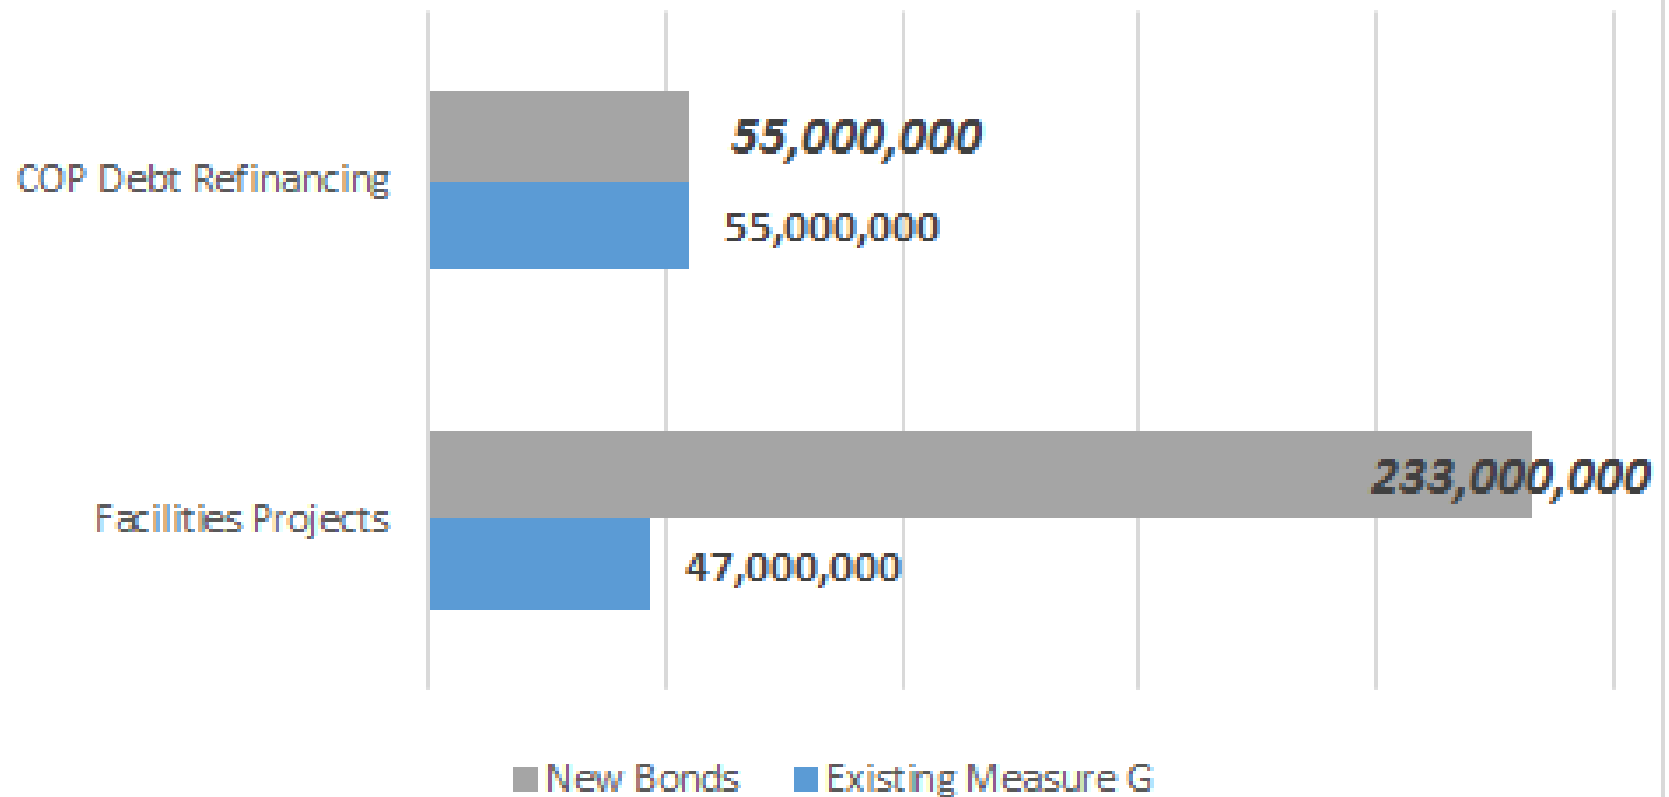 55,000,000
COP Debt Refinancing
55,000,000
233,000,000
Facilities Projects
47,000,000
New Bonds
Existing Measure G